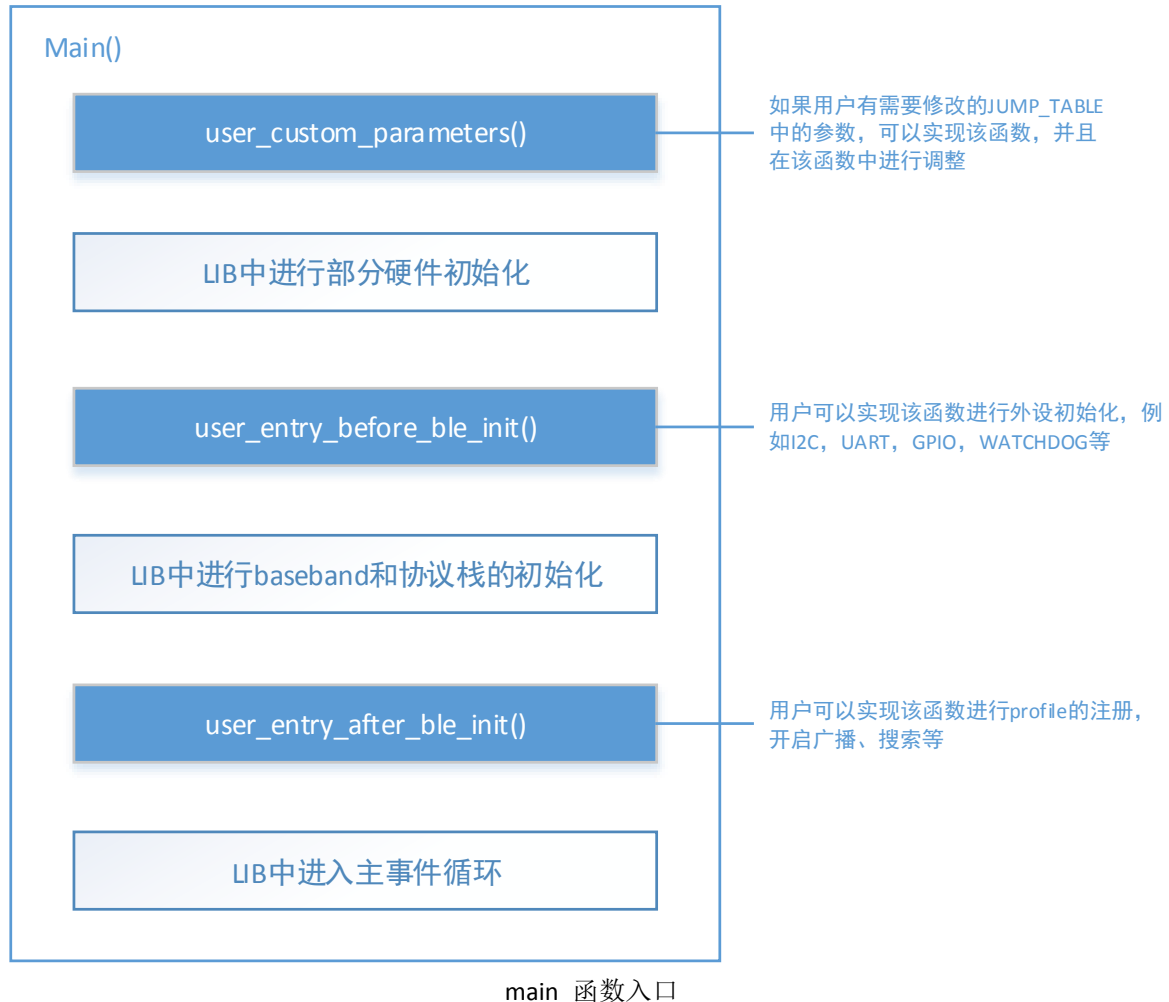 Main()
user_custom_parameters()
如果用户有需要修改的JUMP_TABLE
中的参数，可以实现该函数，并且
在该函数中进行调整
LIB中进行部分硬件初始化
user_entry_before_ble_init()
用户可以实现该函数进行外设初始化，例
如I2C，UART，GPIO，WATCHDOG等
LIB中进行baseband和协议栈的初始化
user_entry_after_ble_init()
用户可以实现该函数进行profile的注册，
开启广播、搜索等
LIB中进入主事件循环
main 函数入口